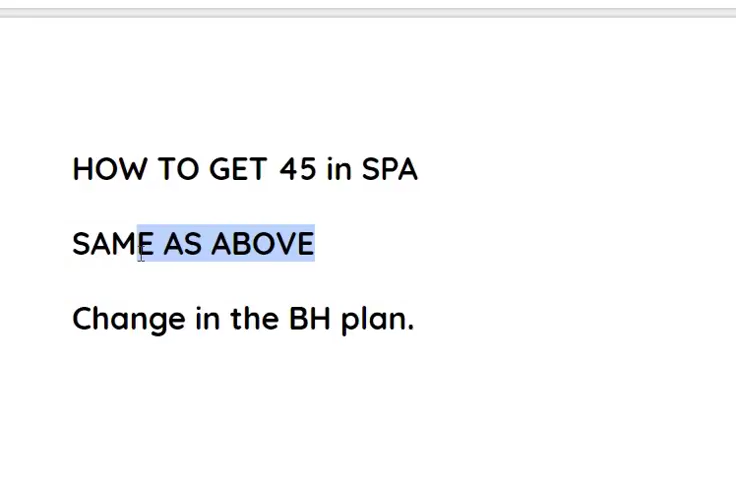 HOW TO GET 45 in SPA
SAME AS ABOVE
Change in the BH plan.